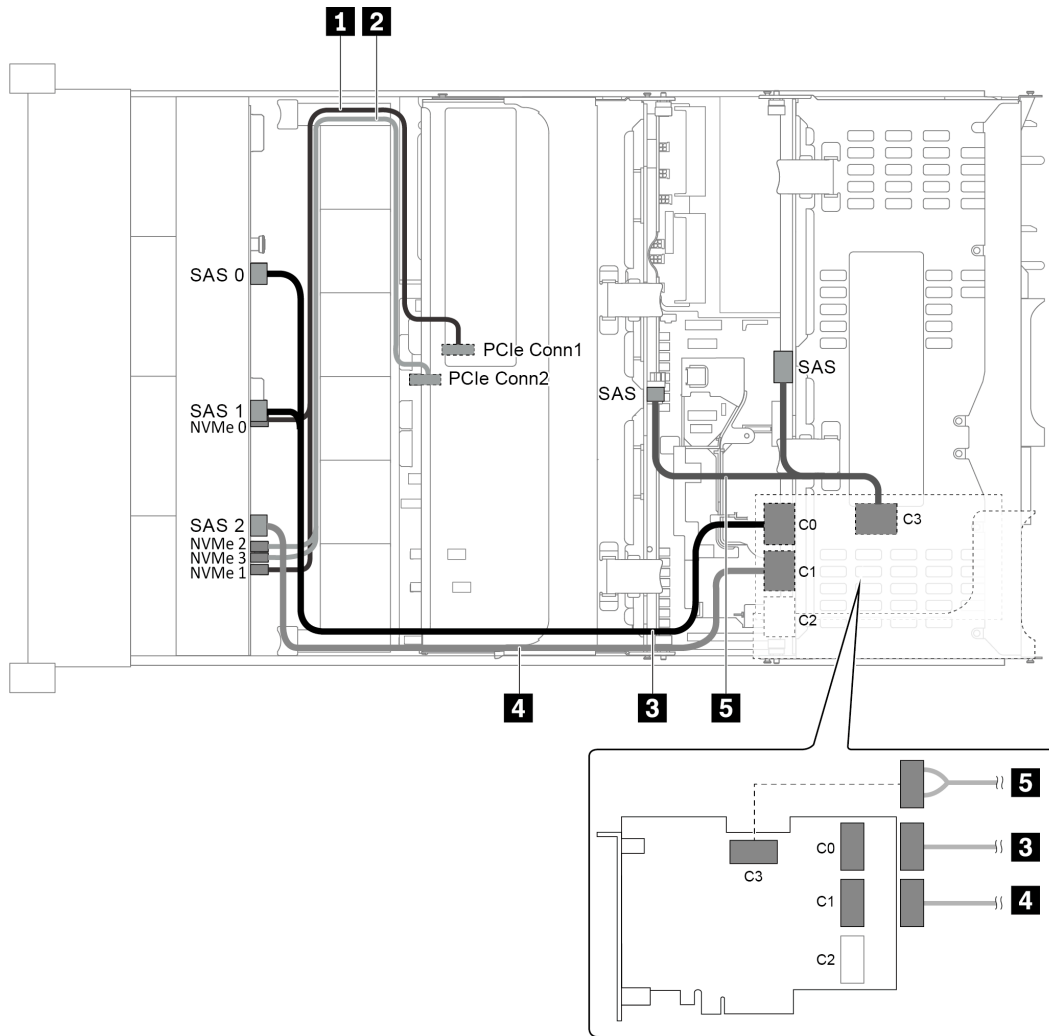 1 2
SAS 0
PCIe Conn1
PCIe Conn2
SAS
SAS
SAS 1
NVMe 0
SAS 2
NVMe 2
NVMe 3
NVMe 1
C0
C3
C1
C2
4 3 5
5
C0
3
C3
C1
4
C2